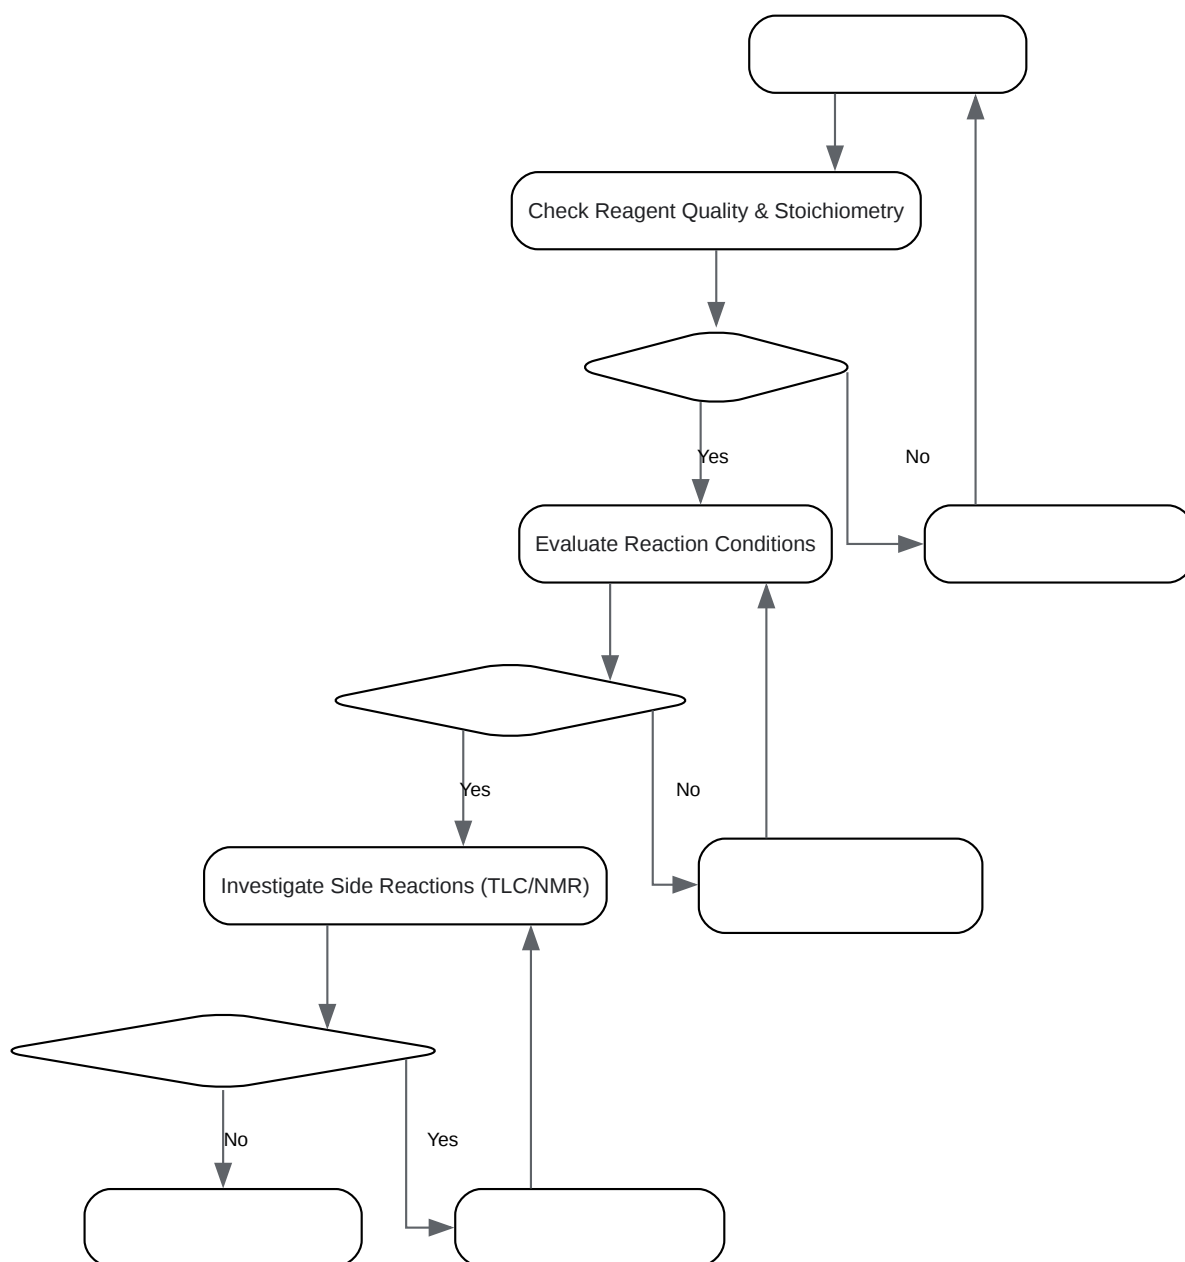 Check Reagent Quality & Stoichiometry
Yes
No
Evaluate Reaction Conditions
Yes
No
Investigate Side Reactions (TLC/NMR)
No
Yes